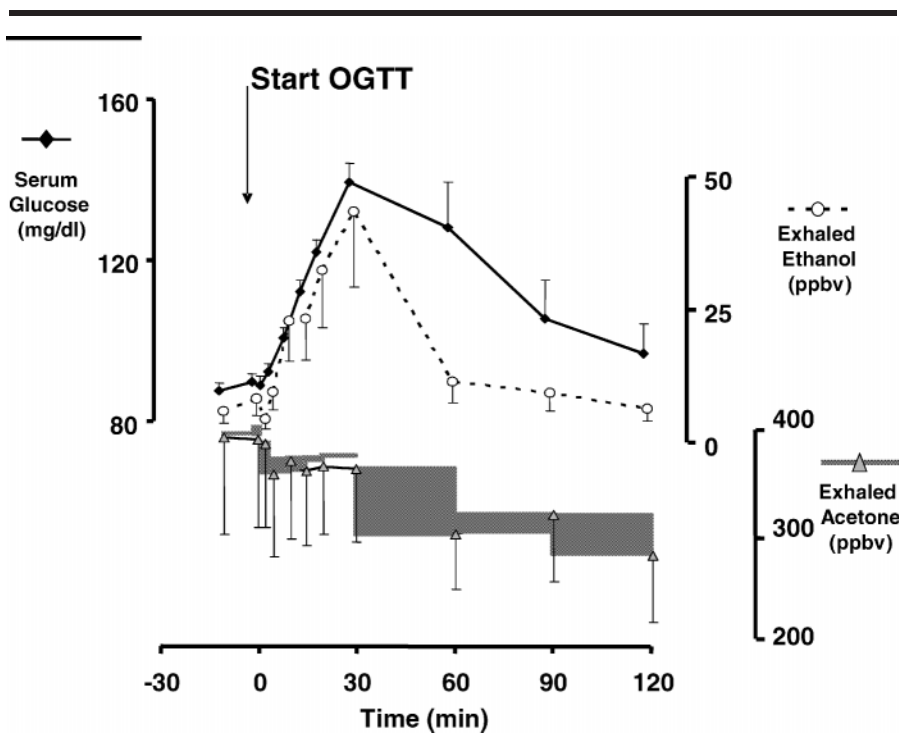 Start OGTT
160
120
80
Serum
Glucose
(mg/dl)
50
25
0
Exhaled
Ethanol
(ppbv)
400
300
200
Exhaled
Acetone
(ppbv)
-30 0 30 60 90 120
Time (min)